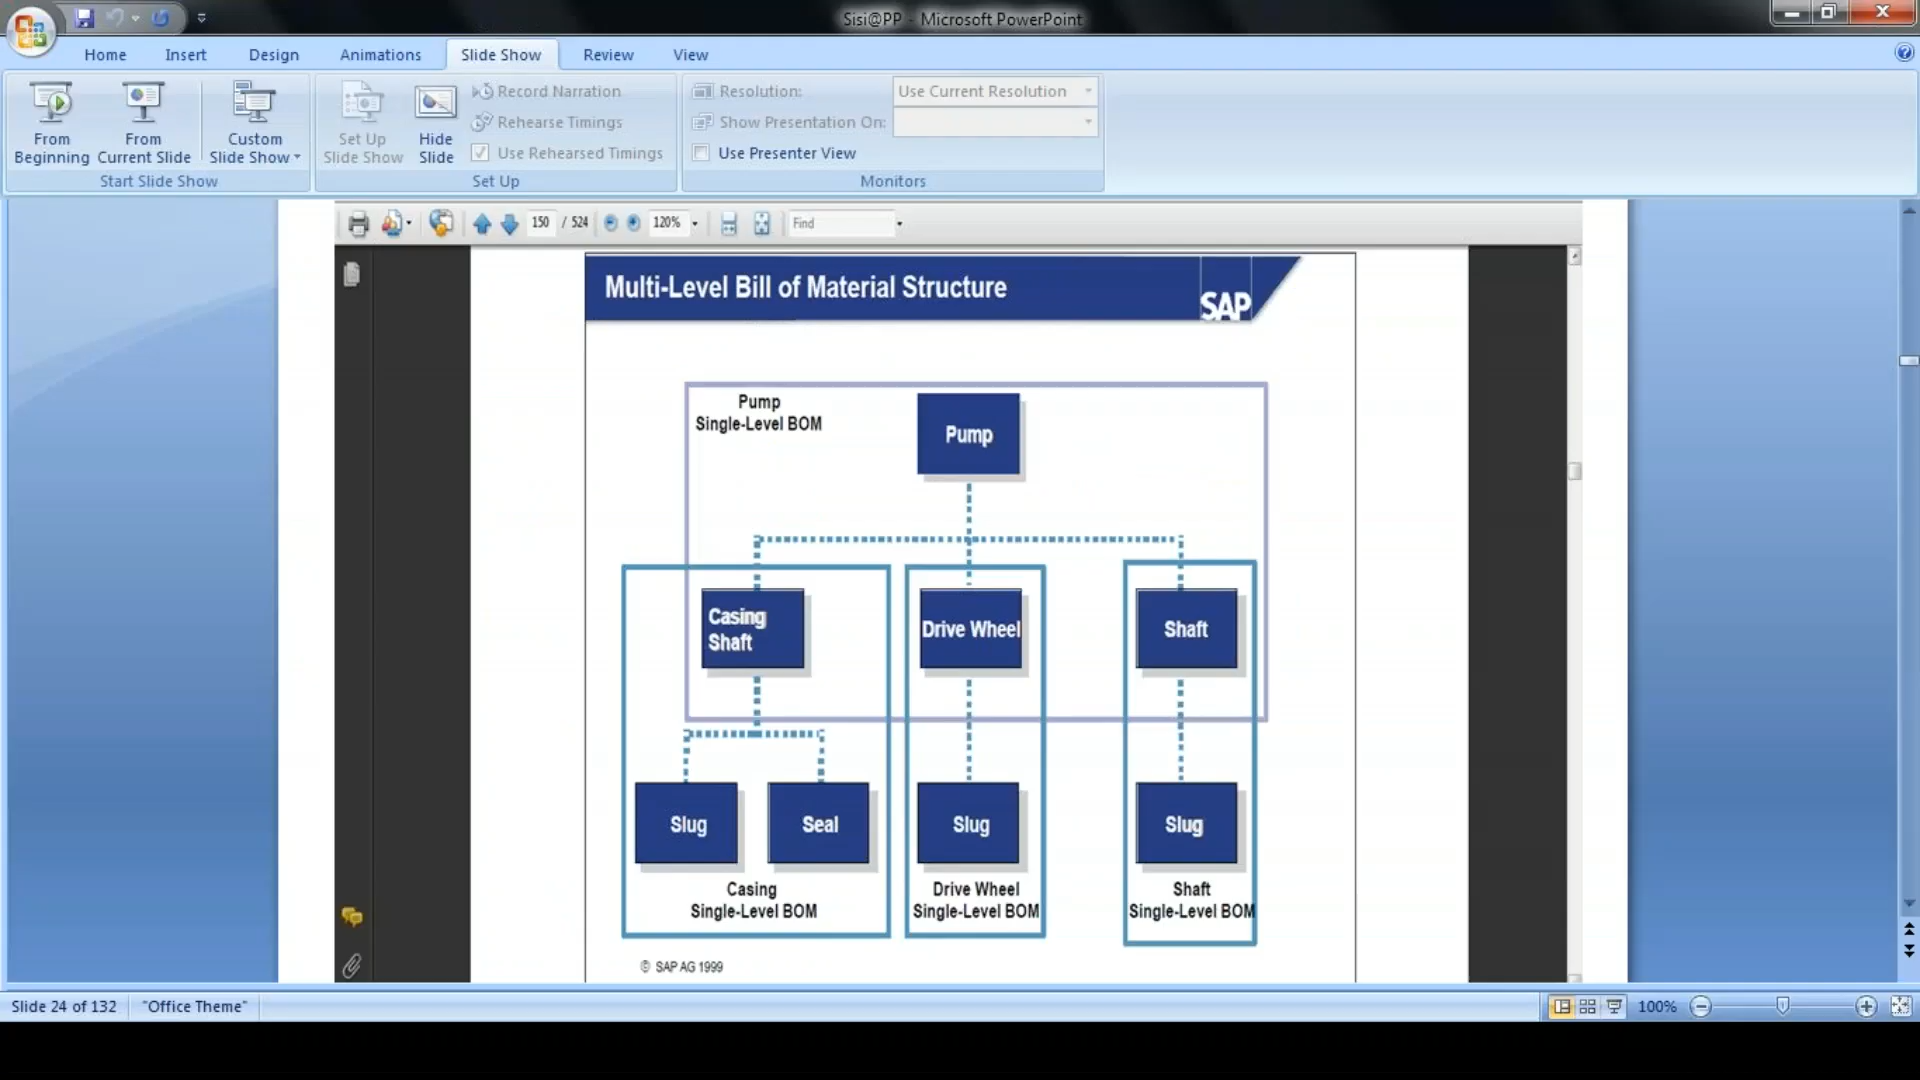 Sisi@PP - Microsoft PowerPoint
Home Insert Design Animations Slide Show Review View
From Beginning
From Current Slide
Custom Slide Show
Start Slide Show
Set Up Slide Show
Hide Slide
Record Narration
Rehearse Timings
Use Rehearsed Timings
Set Up
Resolution: Use Current Resolution
Show Presentation On:
Use Presenter View
Monitors
150 / 524 120% Find
Multi-Level Bill of Material Structure
SAP
Pump
Single-Level BOM
Pump
Casing
Shaft
Drive Wheel
Shaft
Slug
Seal
Slug
Slug
Casing
Single-Level BOM
Drive Wheel
Single-Level BOM
Shaft
Single-Level BOM
© SAP AG 1999
Slide 24 of 132 "Office Theme" 100%